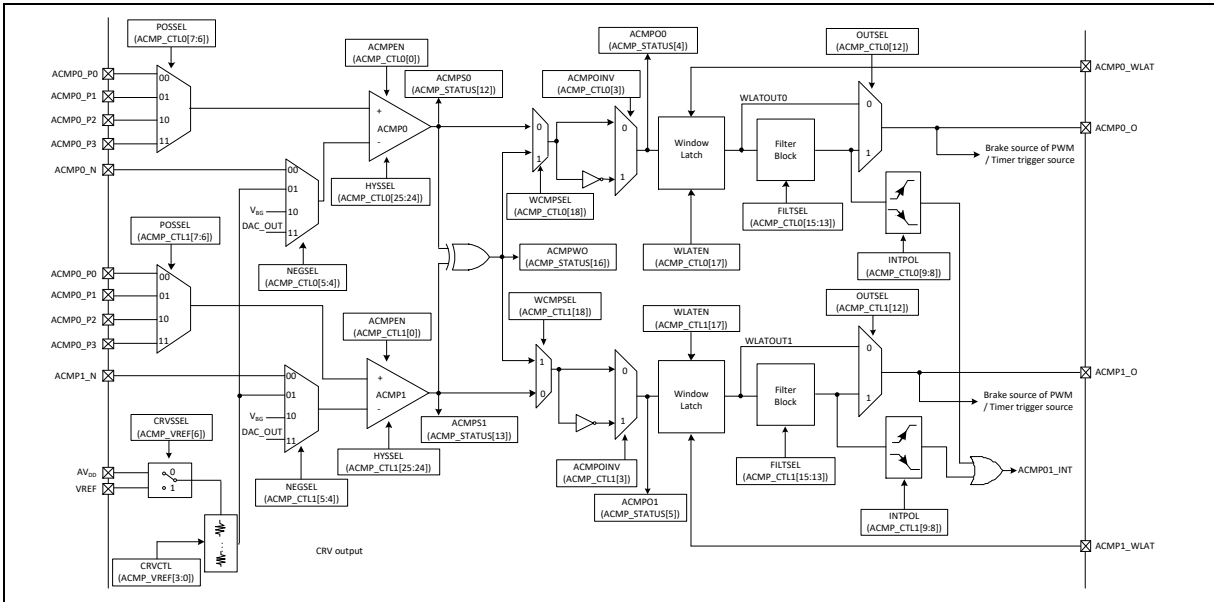 POSSEL
(ACMP_CTL0[7:6])
ACMP0_P0
ACMP0_P1
ACMP0_P2
ACMP0_P3
00
01
10
11
ACMP0_N
00
01
V_BG
10
DAC_OUT
11
NEGSEL
(ACMP_CTL0[5:4])
ACMPEN
(ACMP_CTL0[0])
+
ACMP0
-
HYSSEL
(ACMP_CTL0[25:24])
ACMPS0
(ACMP_STATUS[12])
0
1
WCMPSEL
(ACMP_CTL0[18])
ACMPOINV
(ACMP_CTL0[3])
0
1
ACMPO0
(ACMP_STATUS[4])
Window
Latch
WLATEN
(ACMP_CTL0[17])
WLATOUT0
Filter
Block
FILTSEL
(ACMP_CTL0[15:13])
OUTSEL
(ACMP_CTL0[12])
0
1
INTPOL
(ACMP_CTL0[9:8])
ACMP0_WLAT
ACMP0_O
Brake source of PWM
/ Timer trigger source
ACMPWO
(ACMP_STATUS[16])
POSSEL
(ACMP_CTL1[7:6])
ACMP0_P0
ACMP0_P1
ACMP0_P2
ACMP0_P3
00
01
10
11
ACMP1_N
00
01
V_BG
10
DAC_OUT
11
NEGSEL
(ACMP_CTL1[5:4])
ACMPEN
(ACMP_CTL1[0])
+
ACMP1
-
HYSSEL
(ACMP_CTL1[25:24])
ACMPS1
(ACMP_STATUS[13])
WCMPSEL
(ACMP_CTL1[18])
1
0
0
1
ACMPOINV
(ACMP_CTL1[3])
ACMPO1
(ACMP_STATUS[5])
WLATEN
(ACMP_CTL1[17])
Window
Latch
WLATOUT1
Filter
Block
FILTSEL
(ACMP_CTL1[15:13])
OUTSEL
(ACMP_CTL1[12])
0
1
INTPOL
(ACMP_CTL1[9:8])
ACMP1_O
Brake source of PWM
/ Timer trigger source
ACMP01_INT
ACMP1_WLAT
CRVSSEL
(ACMP_VREF[6])
AV_DD
VREF
0
1
CRVCTL
(ACMP_VREF[3:0])
CRV output